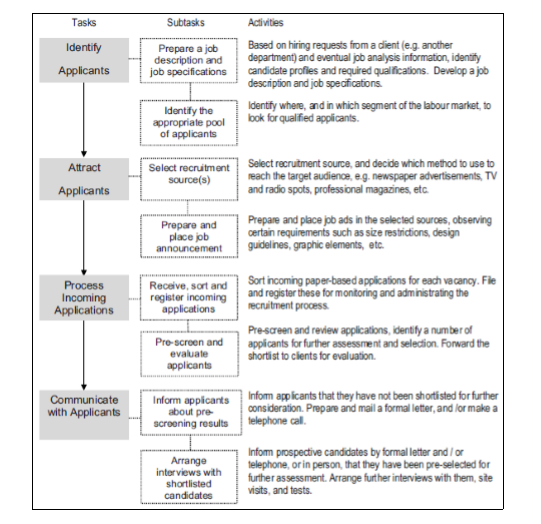 Tasks
Subtasks
Activities
Identify
Applicants
Prepare a job
description and
job specifications
Based on hiring requests from a client (e.g. another
department) and eventual job analysis information, identify
candidate profiles and required qualifications. Develop a job
description and job specifications.
Identify the
appropriate pool
of applicants
Identify where, and in which segment of the labour market, to
look for qualified applicants.
Attract
Applicants
Select recruitment
source(s)
Select recruitment source, and decide which method to use to
reach the target audience, e.g. newspaper advertisements, TV
and radio spots, professional magazines, etc.
Prepare and
place job
announcement
Prepare and place job ads in the selected sources, observing
certain requirements such as size restrictions, design
guidelines, graphic elements, etc.
Process
Incoming
Applications
Receive, sort and
register incoming
applications
Sort incoming paper-based applications for each vacancy. File
and register these for monitoring and administrating the
recruitment process.
Pre-screen and
evaluate
applicants
Pre-screen and review applications, identify a number of
applicants for further assessment and selection. Forward the
shortlist to clients for evaluation.
Communicate
with Applicants
Inform applicants
about pre-
screening results
Inform applicants that they have not been shortlisted for further
consideration. Prepare and mail a formal letter, and /or make a
telephone call.
Arrange
interviews with
shortlisted
candidates
Inform prospective candidates by formal letter and / or
telephone, or in person, that they have been pre-selected for
further assessment. Arrange further interviews with them, site
visits, and tests.